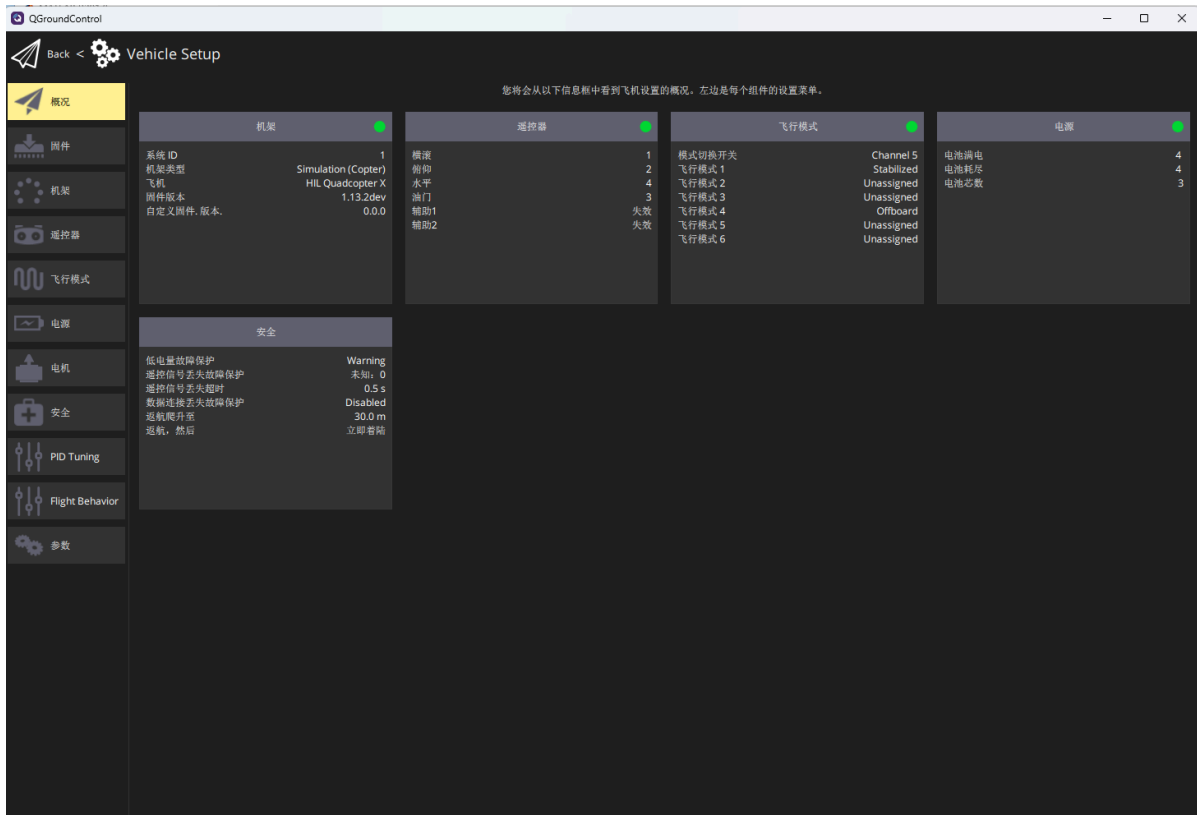 QGroundControl
Back < Vehicle Setup
概况
固件
机架
遥控器
飞行模式
电源
电机
安全
PID Tuning
Flight Behavior
参数
您将会从以下信息框中看到飞机设置的概况。左边是每个组件的设置菜单。
机架
系统 ID 1
机架类型 Simulation (Copter)
飞机 HIL Quadcopter X
固件版本 1.13.2dev
自定义固件. 版本. 0.0.0
遥控器
横滚 1
俯仰 2
水平 4
油门 3
辅助1 失效
辅助2 失效
飞行模式
模式切换开关 Channel 5
飞行模式 1 Stabilized
飞行模式 2 Unassigned
飞行模式 3 Unassigned
飞行模式 4 Offboard
飞行模式 5 Unassigned
飞行模式 6 Unassigned
电源
电池满电 4
电池耗尽 4
电池芯数 3
安全
低电量故障保护 Warning
遥控信号丢失故障保护 未知：0
遥控信号丢失超时 0.5 s
数据连接丢失故障保护 Disabled
返航爬升至 30.0 m
返航，然后 立即着陆